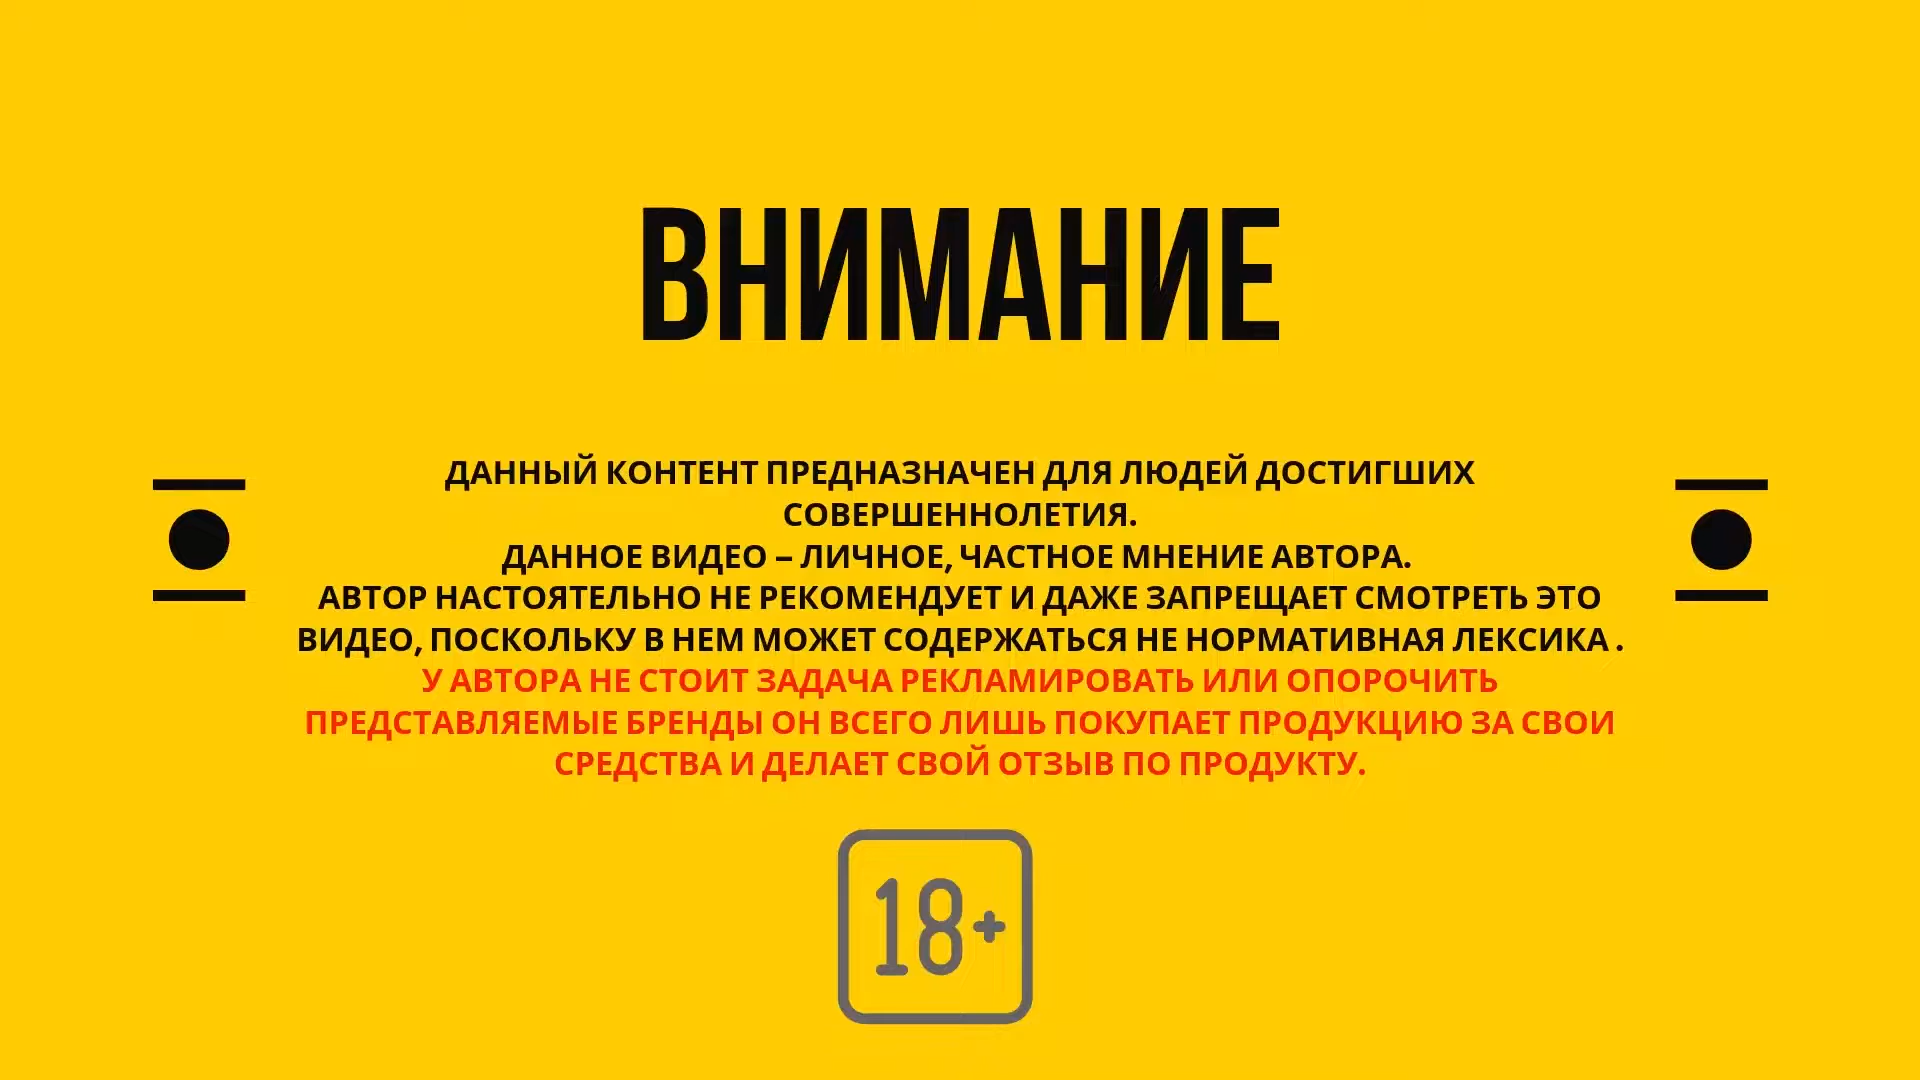 ВНИМАНИЕ
ДАННЫЙ КОНТЕНТ ПРЕДНАЗНАЧЕН ДЛЯ ЛЮДЕЙ ДОСТИГШИХ
СОВЕРШЕННОЛЕТИЯ.
ДАННОЕ ВИДЕО – ЛИЧНОЕ, ЧАСТНОЕ МНЕНИЕ АВТОРА.
АВТОР НАСТОЯТЕЛЬНО НЕ РЕКОМЕНДУЕТ И ДАЖЕ ЗАПРЕЩАЕТ СМОТРЕТЬ ЭТО
ВИДЕО, ПОСКОЛЬКУ В НЕМ МОЖЕТ СОДЕРЖАТЬСЯ НЕ НОРМАТИВНАЯ ЛЕКСИКА .
У АВТОРА НЕ СТОИТ ЗАДАЧА РЕКЛАМИРОВАТЬ ИЛИ ОПОРОЧИТЬ
ПРЕДСТАВЛЯЕМЫЕ БРЕНДЫ ОН ВСЕГО ЛИШЬ ПОКУПАЕТ ПРОДУКЦИЮ ЗА СВОИ
СРЕДСТВА И ДЕЛАЕТ СВОЙ ОТЗЫВ ПО ПРОДУКТУ.
18+